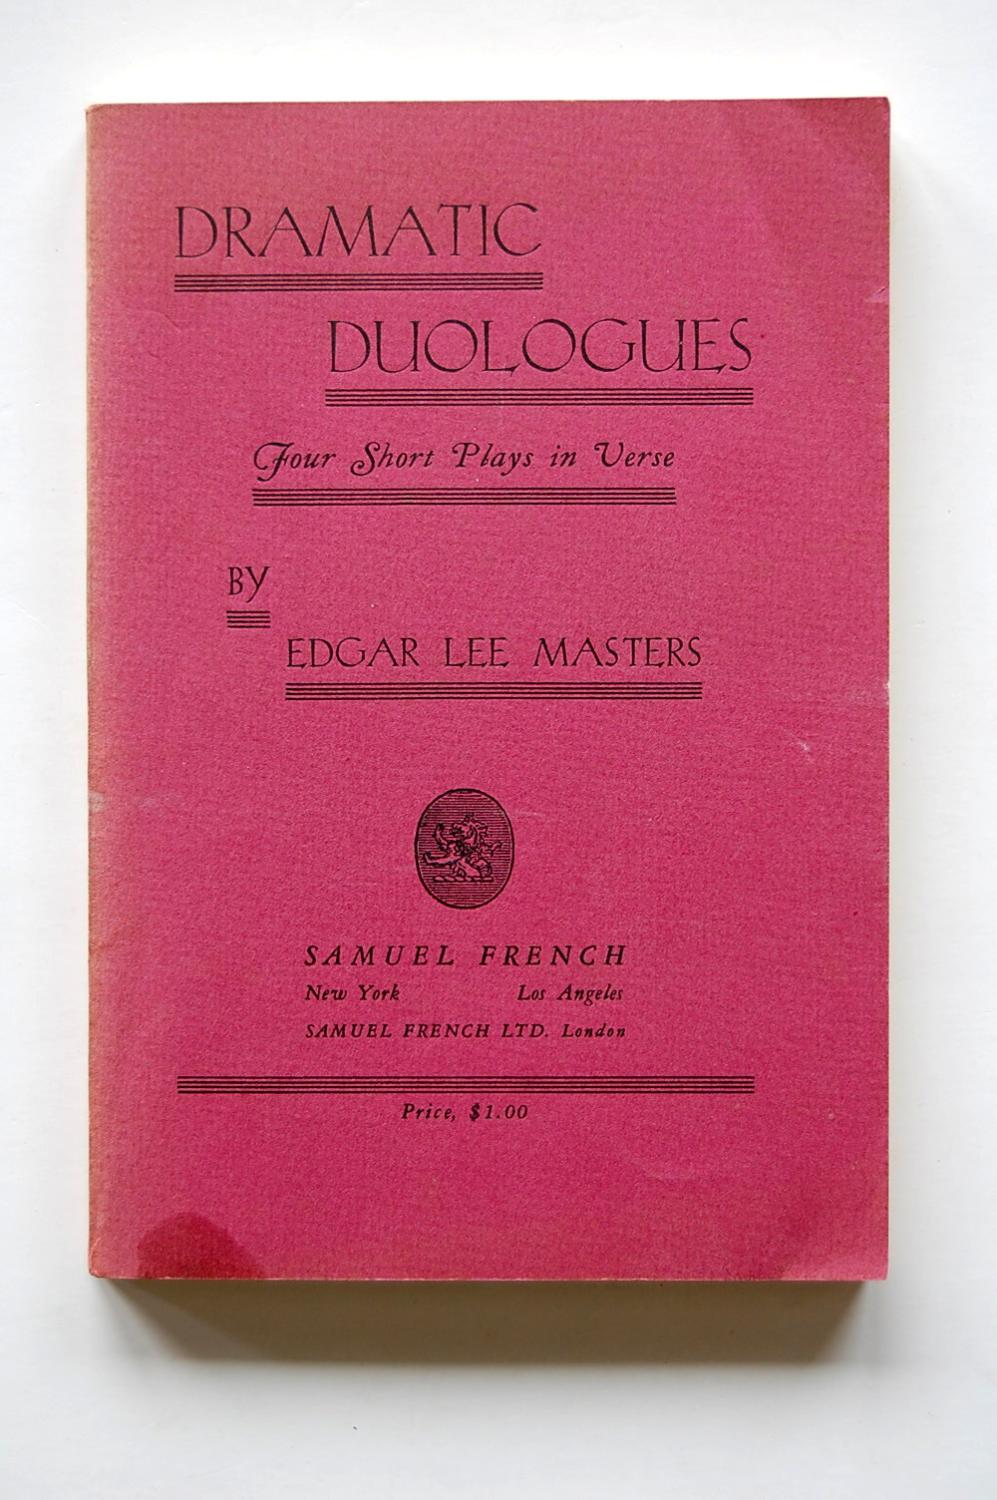 DRAMATIC
DUOLOGUES
Four Short Plays in Verse
BY
EDGAR LEE MASTERS
SAMUEL FRENCH
New York Los Angeles
SAMUEL FRENCH LTD. London
Price, $1.00